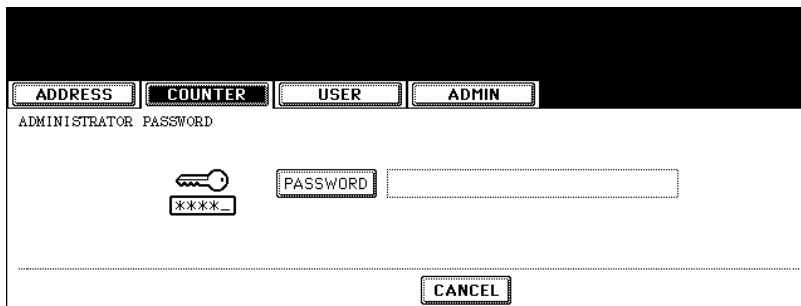 ADDRESS COUNTER USER ADMIN
ADMINISTRATOR PASSWORD
PASSWORD
****_
CANCEL